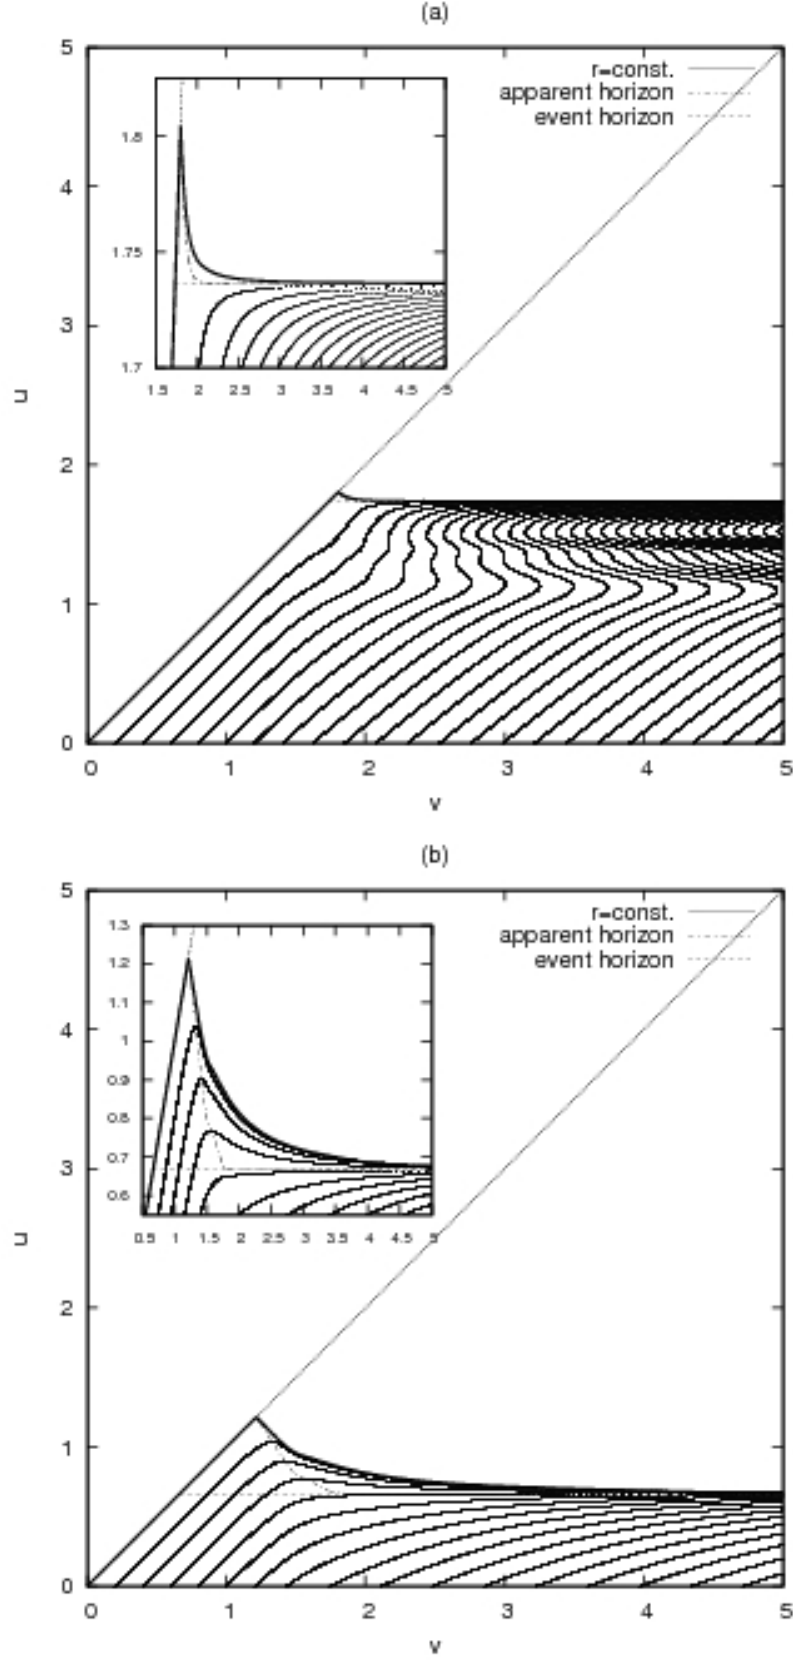 (a)
5
r=const.
apparent horizon
event horizon
1.8
1.75
1.7
1.5 2 2.5 3 3.5 4 4.5 5
4
3
u
2
1
0
0 1 2 3 4 5
v
(b)
5
r=const.
apparent horizon
event horizon
1.3
1.2
1.1
1
0.9
0.8
0.7
0.6
0.5 1 1.5 2 2.5 3 3.5 4 4.5 5
4
3
u
2
1
0
0 1 2 3 4 5
v